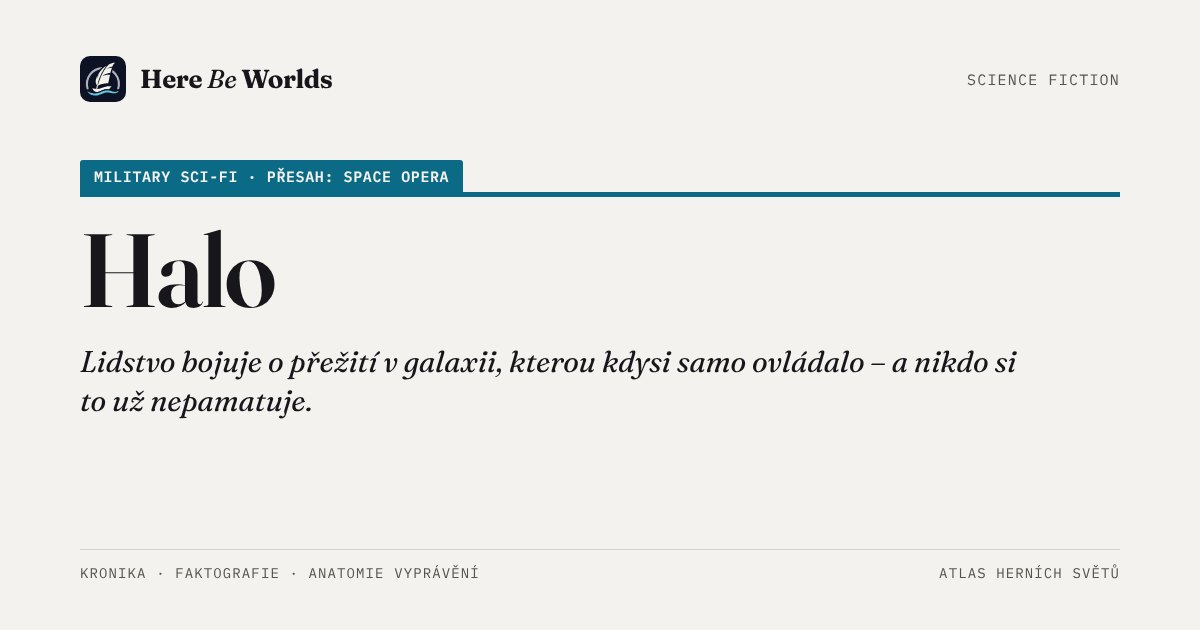 Here Be Worlds
SCIENCE FICTION
MILITARY SCI-FI · PŘESAH: SPACE OPERA
Halo
Lidstvo bojuje o přežití v galaxii, kterou kdysi samo ovládalo – a nikdo si
to už nepamatuje.
KRONIKA · FAKTOGRAFIE · ANATOMIE VYPRÁVĚNÍ
ATLAS HERNÍCH SVĚTŮ